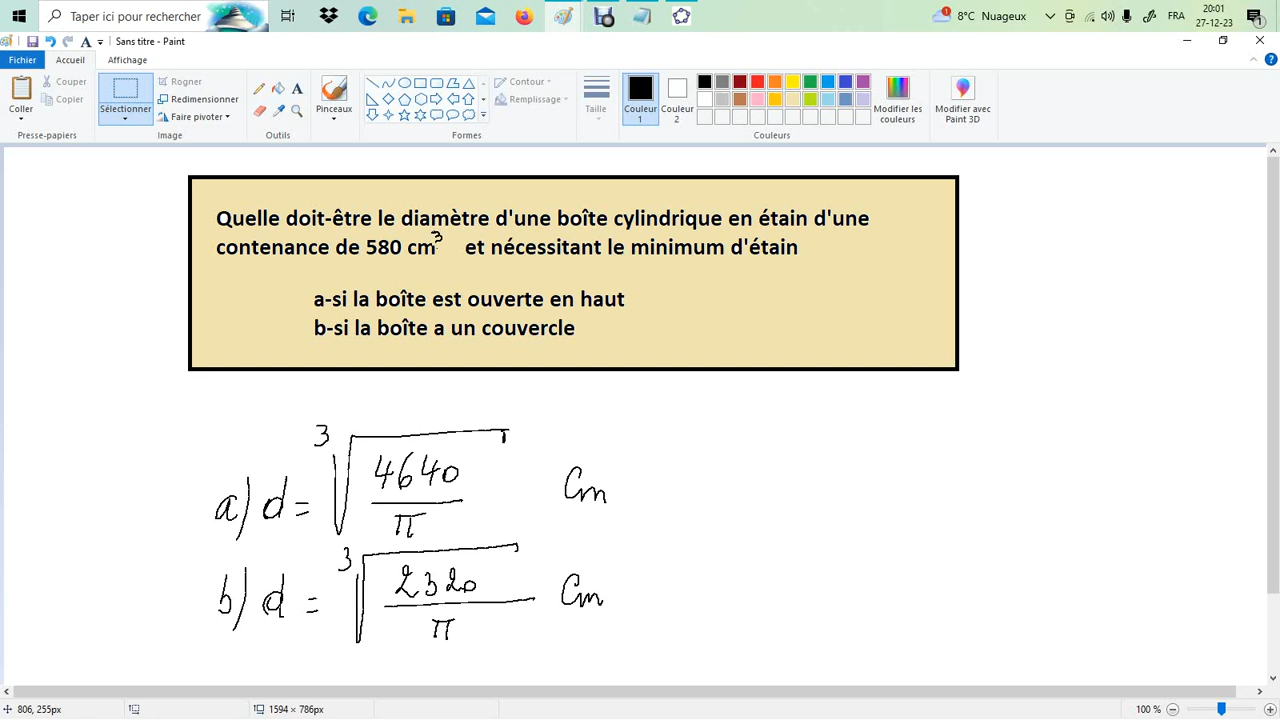 Taper ici pour rechercher
8°C Nuageux
FRA
20:01
27-12-23
1
Sans titre - Paint
Fichier
Accueil
Affichage
Coller
Couper
Copier
Presse-papiers
Sélectionner
Rogner
Redimensionner
Faire pivoter
Image
A
Outils
Pinceaux
Contour
Remplissage
Formes
Taille
Couleur 1
Couleur 2
Modifier les couleurs
Couleurs
Modifier avec Paint 3D
Quelle doit-être le diamètre d'une boîte cylindrique en étain d'une
contenance de 580 cm³ et nécessitant le minimum d'étain
a-si la boîte est ouverte en haut
b-si la boîte a un couvercle
a) d = ∛(4640/π) Cm
b) d = ∛(2320/π) Cm
806, 255px
1594 × 786px
100 %